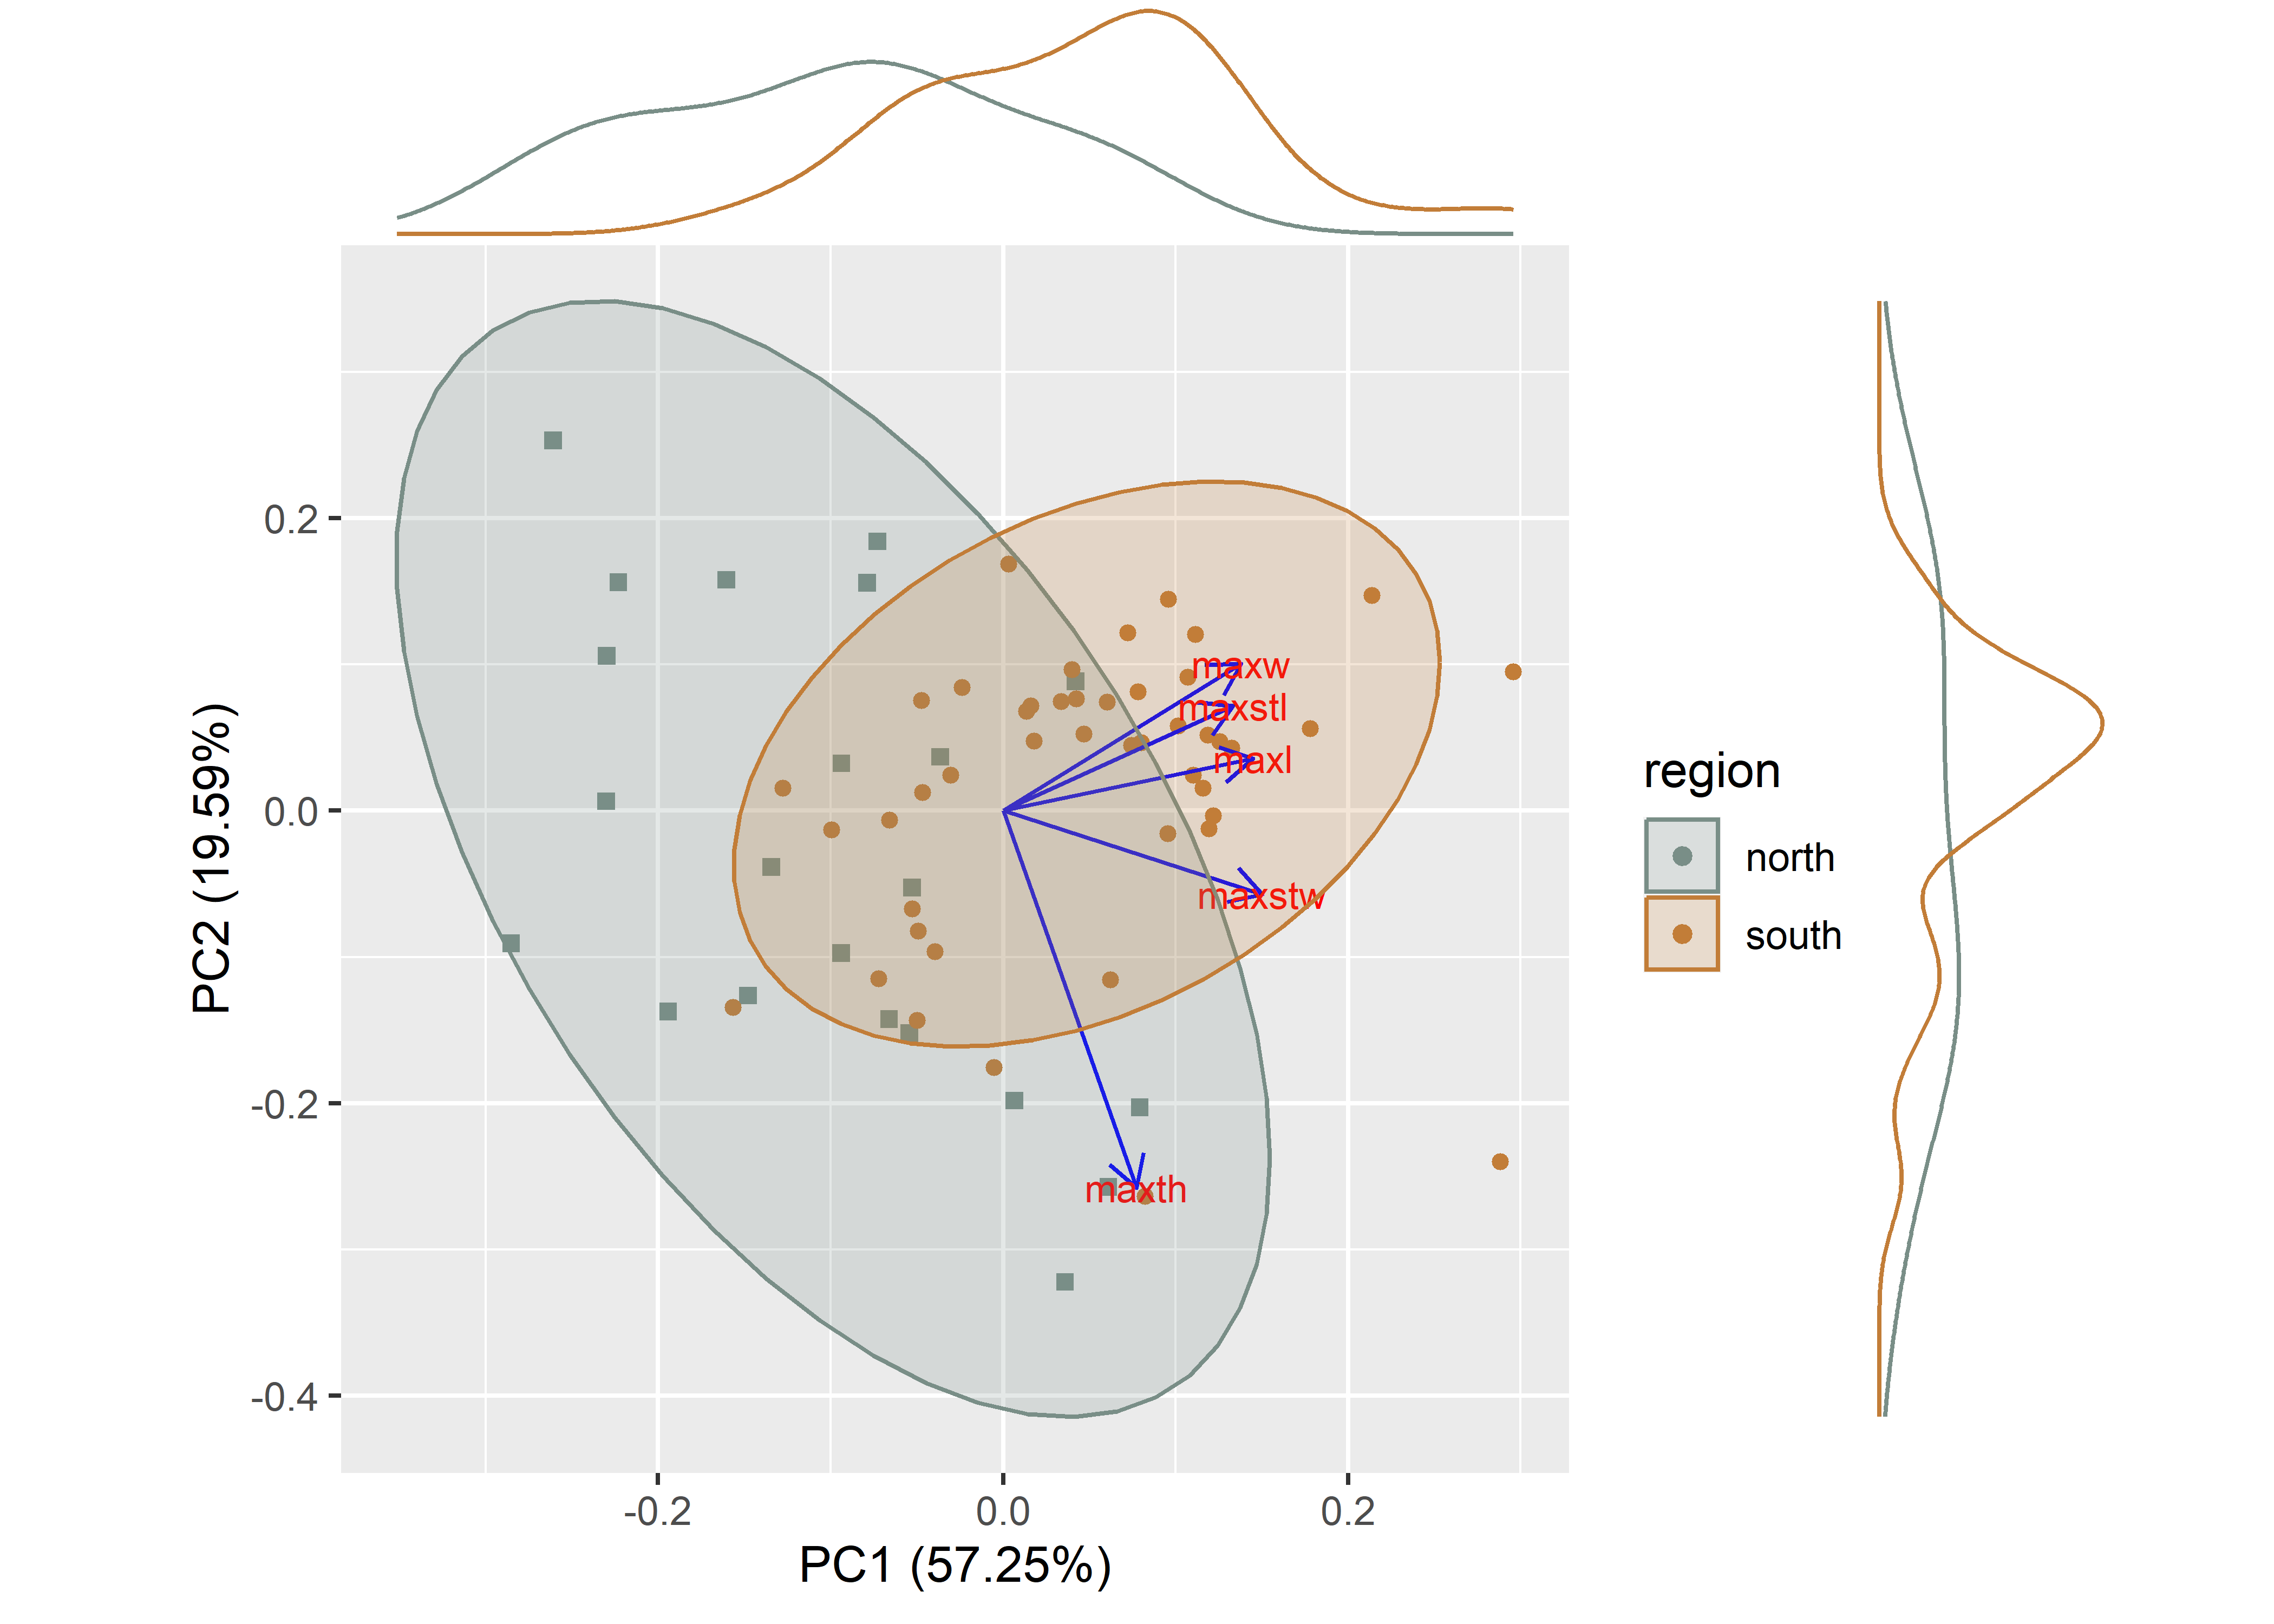 0.2
0.0
-0.2
-0.4
PC2 (19.59%)
maxw
maxstl
maxl
maxstw
maxth
-0.2
0.0
0.2
PC1 (57.25%)
region
north
south